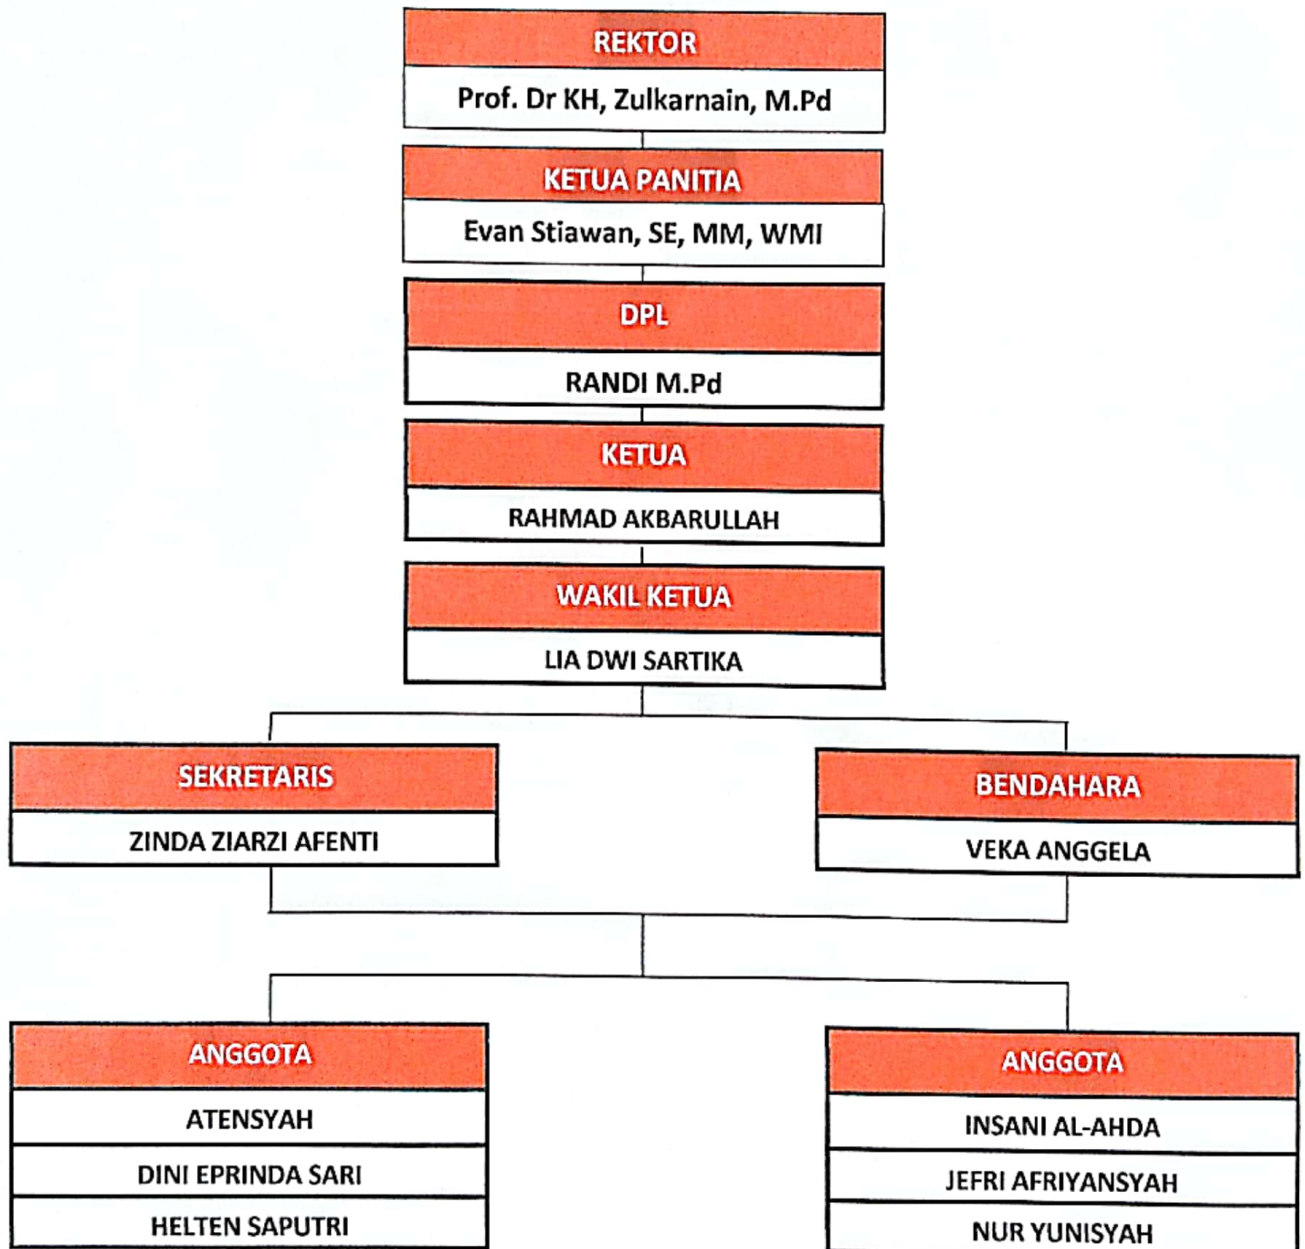 REKTOR
Prof. Dr KH, Zulkarnain, M.Pd
KETUA PANITIA
Evan Stiawan, SE, MM, WMI
DPL
RANDI M.Pd
KETUA
RAHMAD AKBARULLAH
WAKIL KETUA
LIA DWI SARTIKA
SEKRETARIS
ZINDA ZIARZI AFENTI
BENDAHARA
VEKA ANGGELA
ANGGOTA
ATENSYAH
DINI EPRINDA SARI
HELTEN SAPUTRI
ANGGOTA
INSANI AL-AHDA
JEFRI AFRIYANSYAH
NUR YUNISYAH